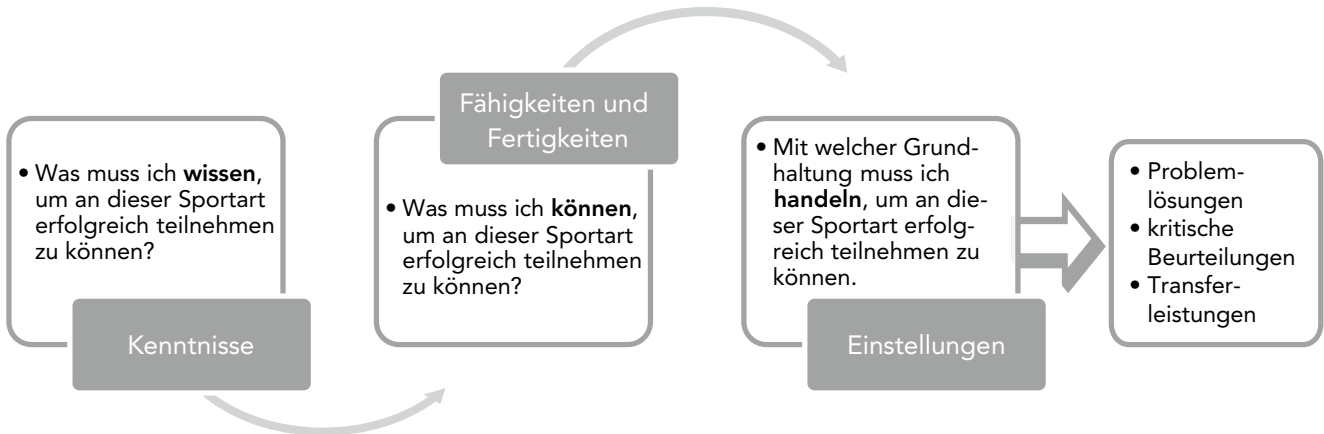 • Was muss ich wissen,
um an dieser Sportart
erfolgreich teilnehmen
zu können?
Kenntnisse
Fähigkeiten und
Fertigkeiten
• Was muss ich können,
um an dieser Sportart
erfolgreich teilnehmen
zu können?
• Mit welcher Grund-
haltung muss ich
handeln, um an die-
ser Sportart erfolg-
reich teilnehmen zu
können.
Einstellungen
• Problem-
lösungen
• kritische
Beurteilungen
• Transfer-
leistungen